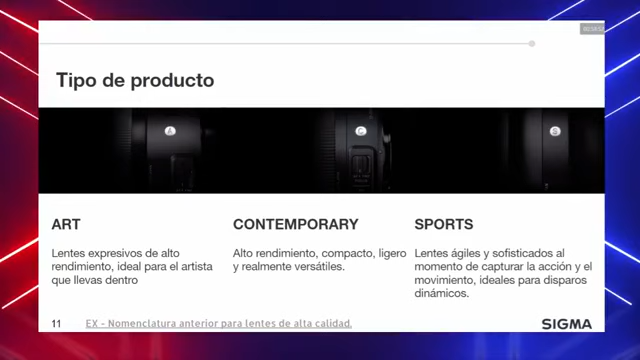 Tipo de producto
A
C
S
ART
Lentes expresivos de alto
rendimiento, ideal para el artista
que llevas dentro
CONTEMPORARY
Alto rendimiento, compacto, ligero
y realmente versátiles.
SPORTS
Lentes ágiles y sofisticados al
momento de capturar la acción y el
movimiento, ideales para disparos
dinámicos.
11
EX - Nomenclatura anterior para lentes de alta calidad.
SIGMA